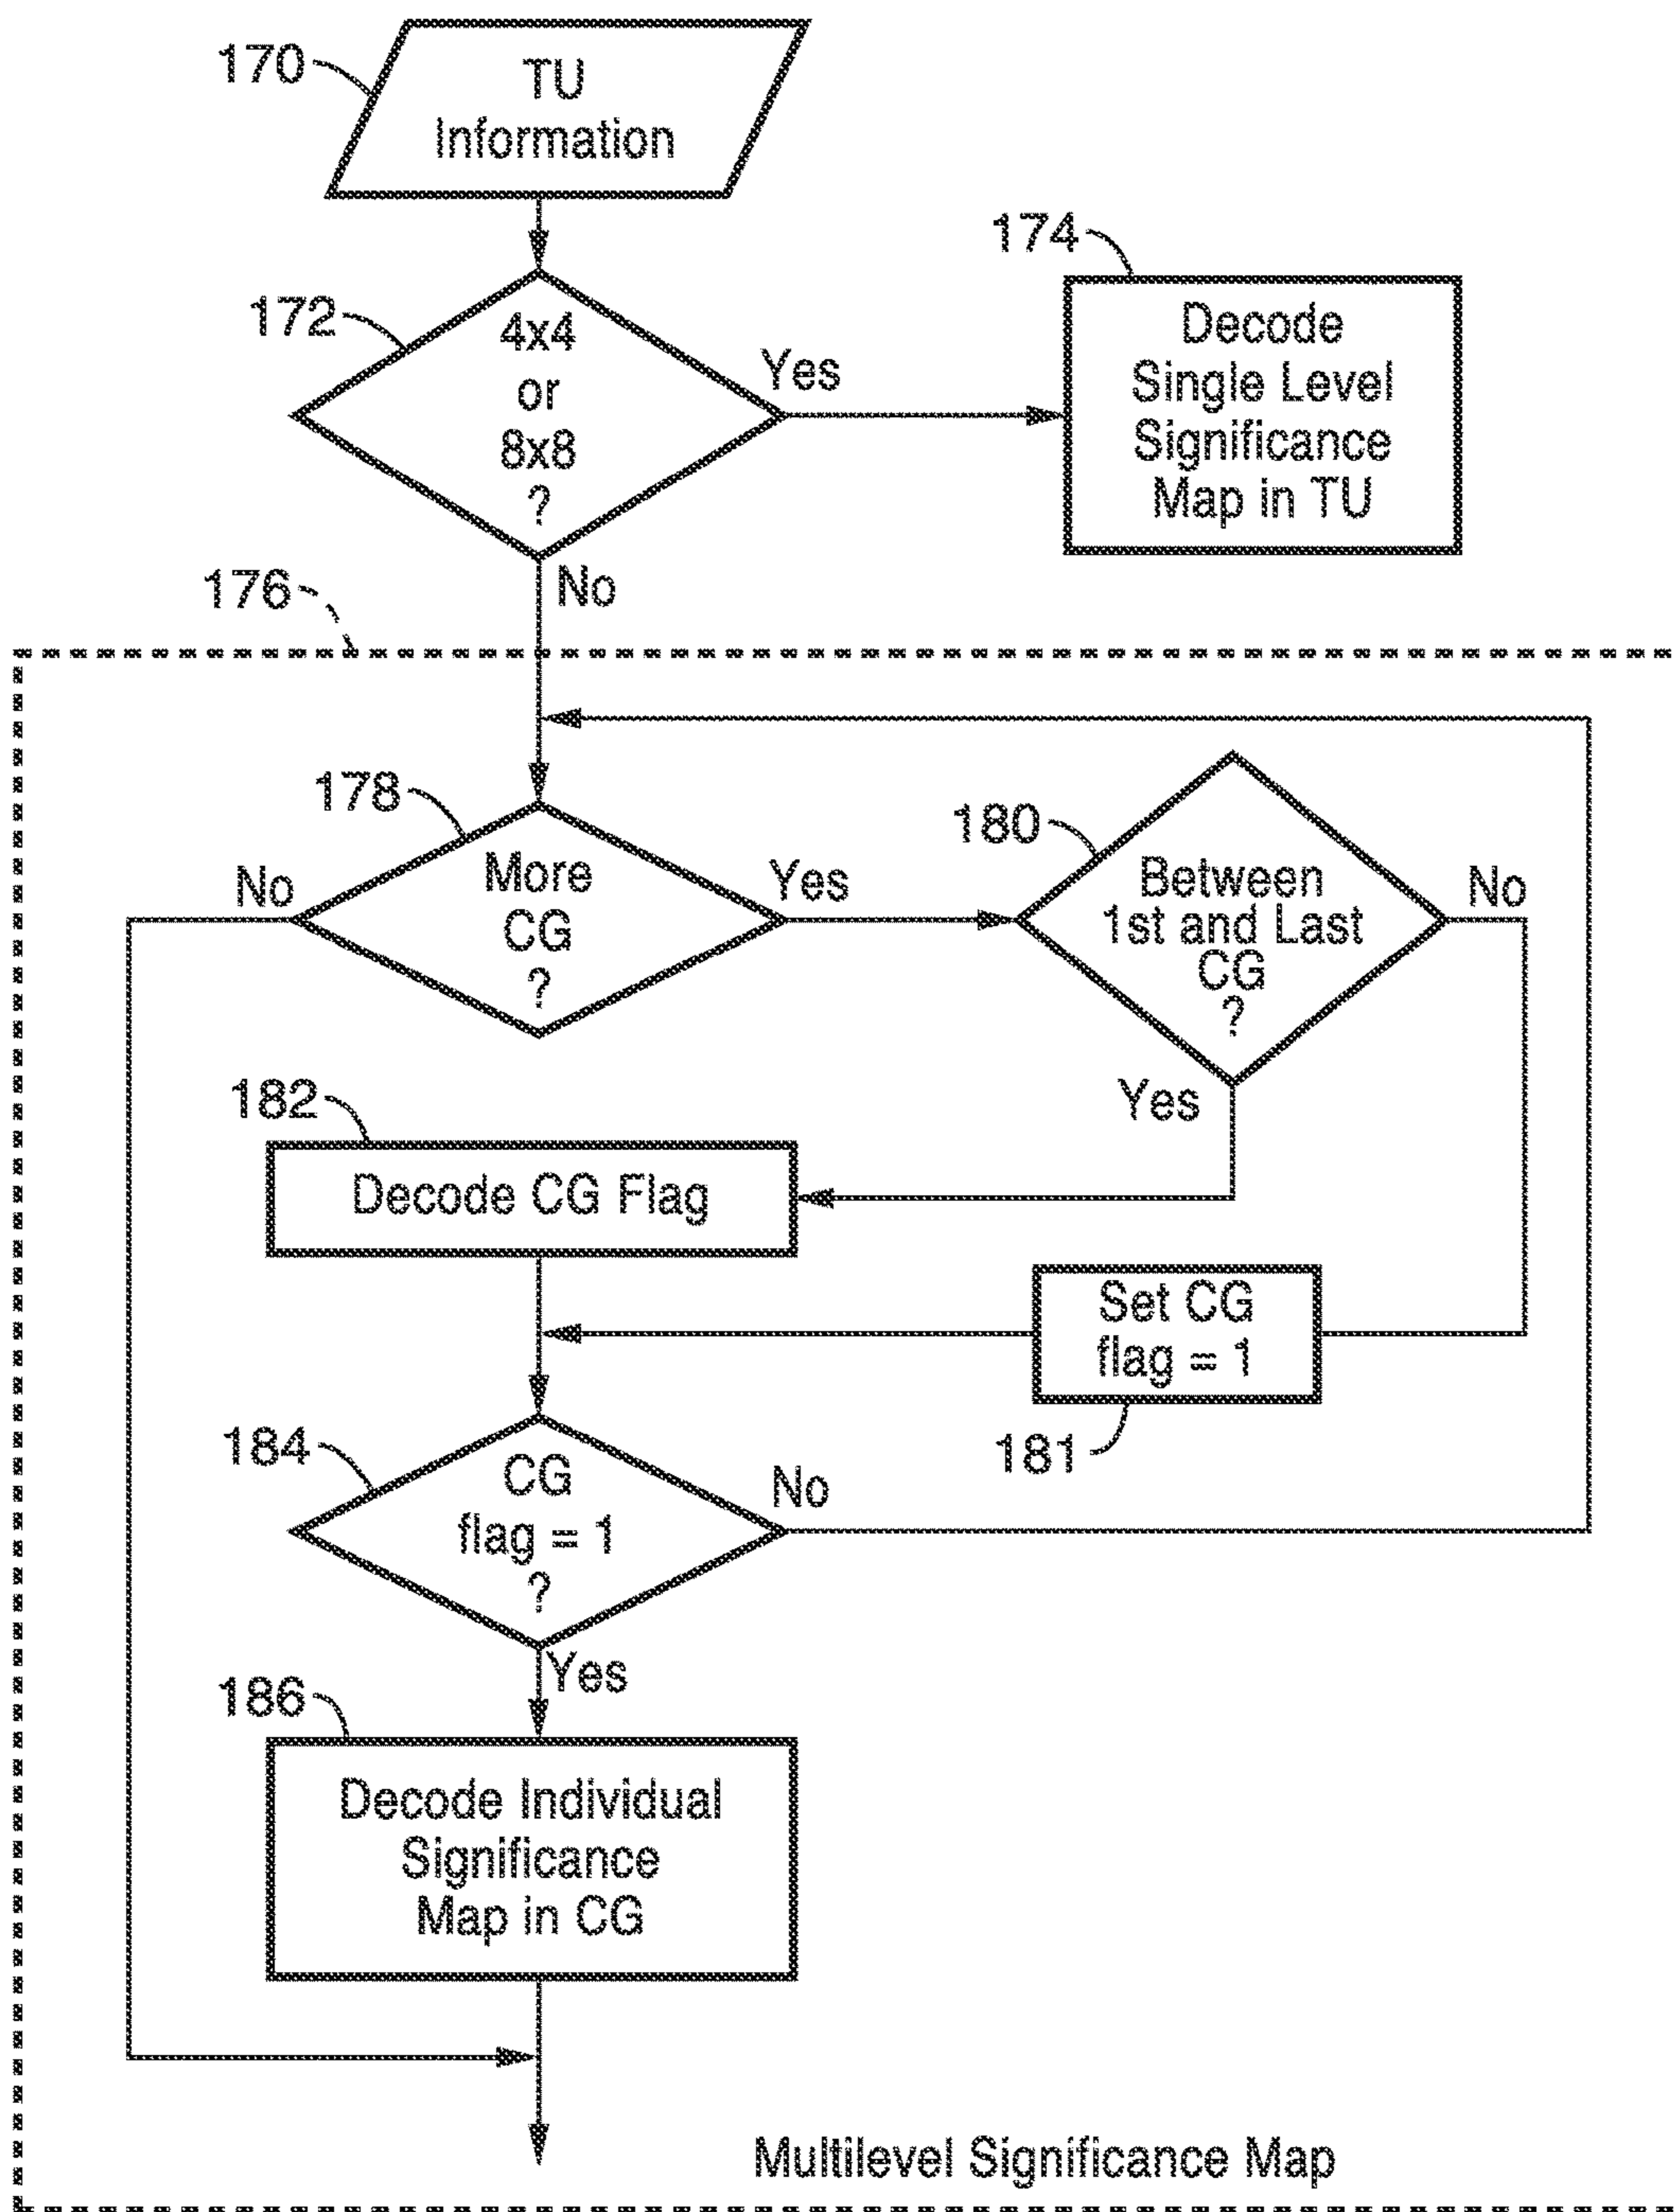 170
TU
Information
172
4x4
or
8x8
?
Yes
174
Decode
Single Level
Significance
Map in TU
No
176
178
No
More
CG
?
Yes
180
Between
1st and Last
CG
?
No
Yes
182
Decode CG Flag
Set CG
flag = 1
181
184
CG
flag = 1
?
No
Yes
186
Decode Individual
Significance
Map in CG
Multilevel Significance Map